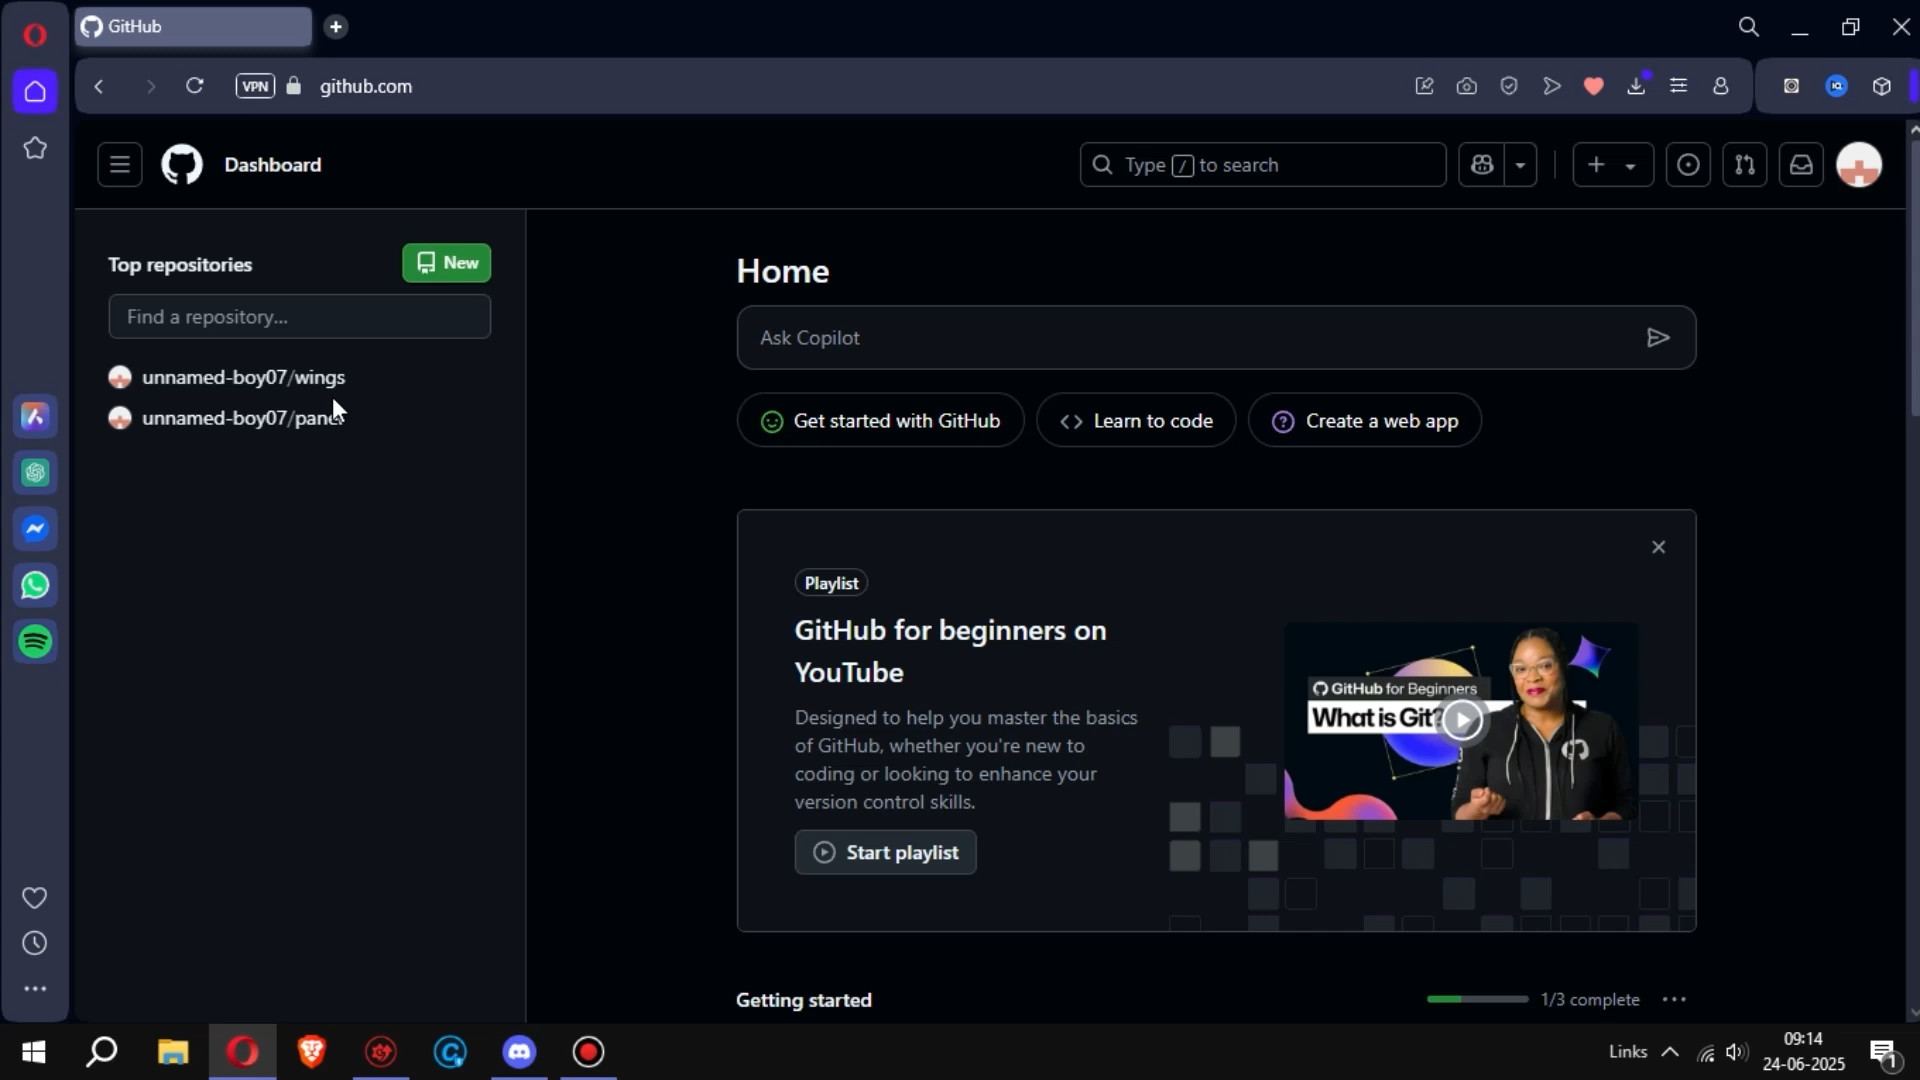 GitHub
VPN
github.com
Dashboard
Type / to search
Top repositories
New
Find a repository...
unnamed-boy07/wings
unnamed-boy07/panel
Home
Ask Copilot
Get started with GitHub
Learn to code
Create a web app
Playlist
GitHub for beginners on
YouTube
Designed to help you master the basics
of GitHub, whether you're new to
coding or looking to enhance your
version control skills.
Start playlist
GitHub for Beginners
What is Git?
Getting started
1/3 complete
Links
09:14
24-06-2025
1